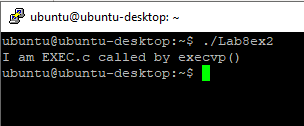 ubuntu@ubuntu-desktop: ~
ubuntu@ubuntu-desktop:~$ ./Lab8ex2
I am EXEC.c called by execvp()
ubuntu@ubuntu-desktop:~$